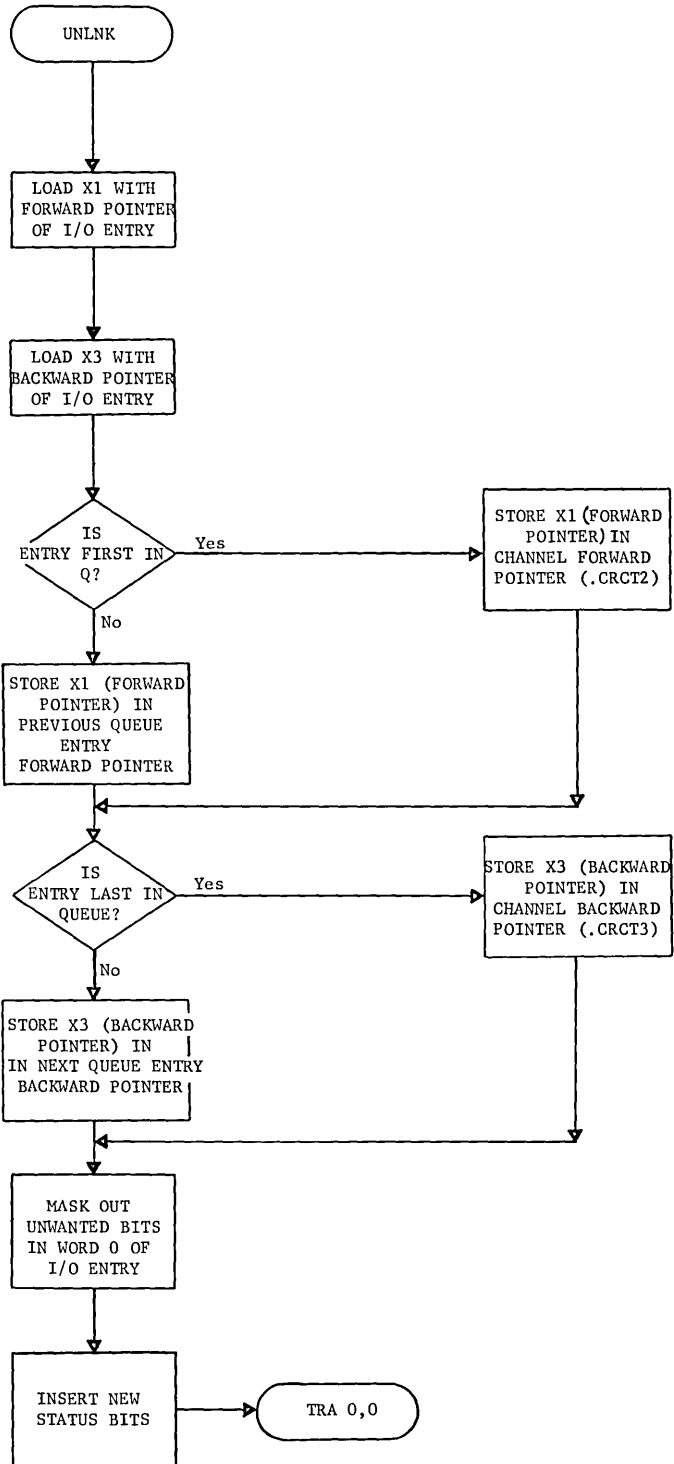 UNLNK
LOAD X1 WITH
FORWARD POINTER
OF I/O ENTRY
LOAD X3 WITH
BACKWARD POINTER
OF I/O ENTRY
IS
ENTRY FIRST IN
Q?
Yes
STORE X1 (FORWARD
POINTER) IN
CHANNEL FORWARD
POINTER (.CRCT2)
No
STORE X1 (FORWARD
POINTER) IN
PREVIOUS QUEUE
ENTRY
FORWARD POINTER
IS
ENTRY LAST IN
QUEUE?
Yes
STORE X3 (BACKWARD
POINTER) IN
CHANNEL BACKWARD
POINTER (.CRCT3)
No
STORE X3 (BACKWARD
POINTER) IN
IN NEXT QUEUE ENTRY
BACKWARD POINTER
MASK OUT
UNWANTED BITS
IN WORD 0 OF
I/O ENTRY
INSERT NEW
STATUS BITS
TRA 0,0